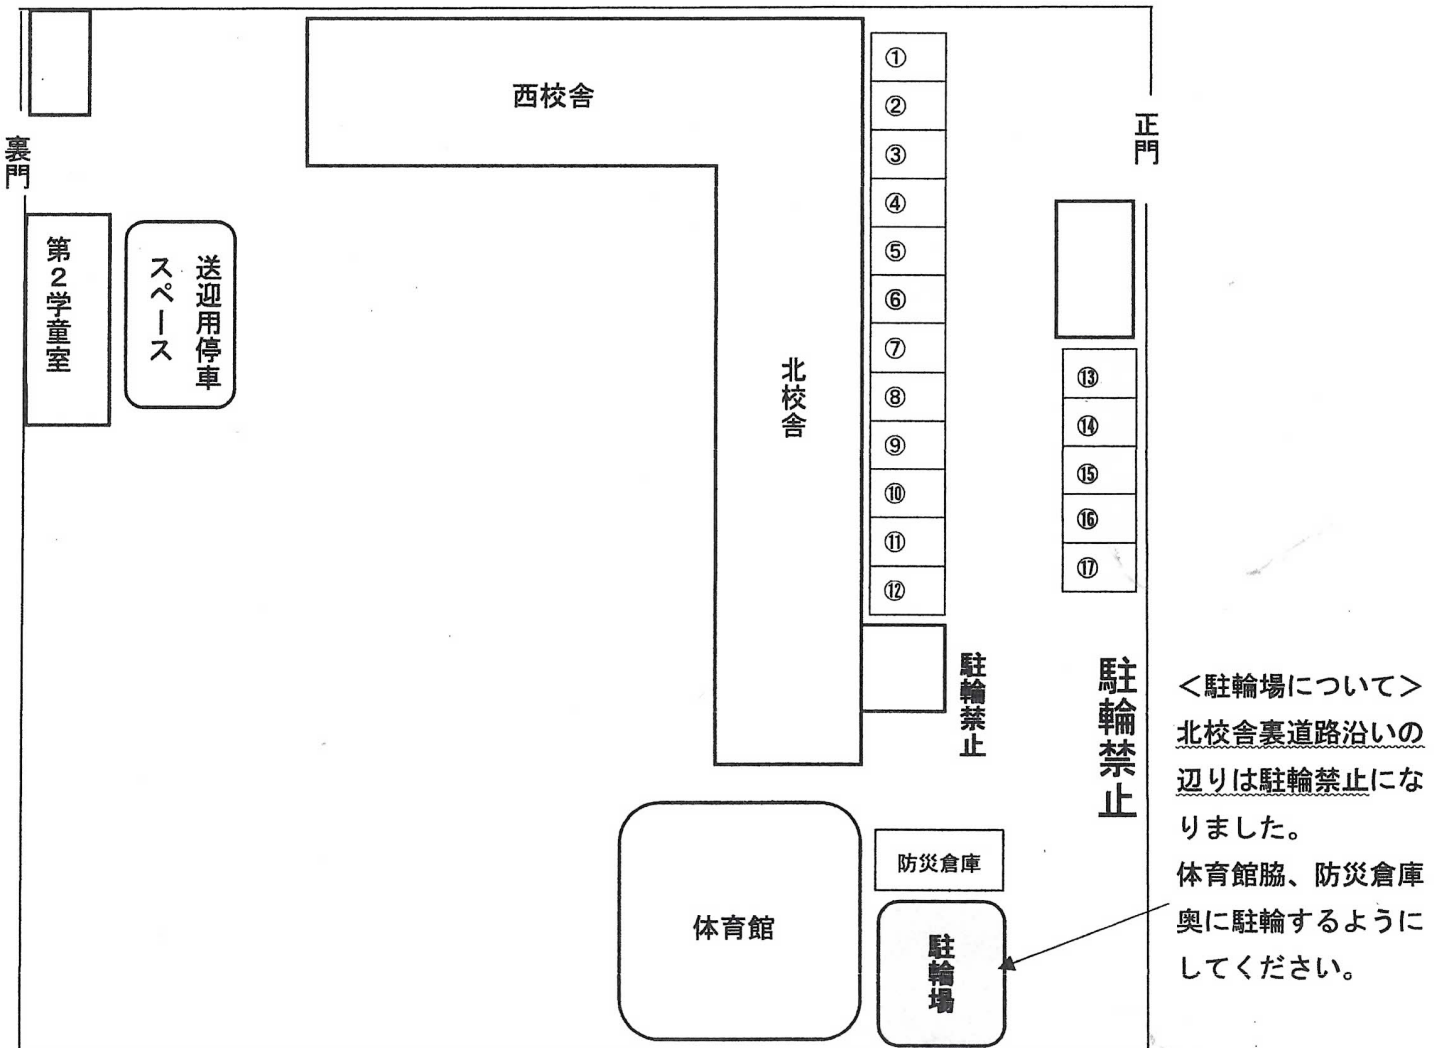 西校舎
裏門
正門
第2学童室
送迎用停車
スペース
北校舎
①
②
③
④
⑤
⑥
⑦
⑧
⑨
⑩
⑪
⑫
⑬
⑭
⑮
⑯
⑰
駐輪禁止
駐輪禁止
<駐輪場について>
北校舎裏道路沿いの
辺りは駐輪禁止にな
りました。
体育館脇、防災倉庫
奥に駐輪するように
してください。
防災倉庫
体育館
駐輪場